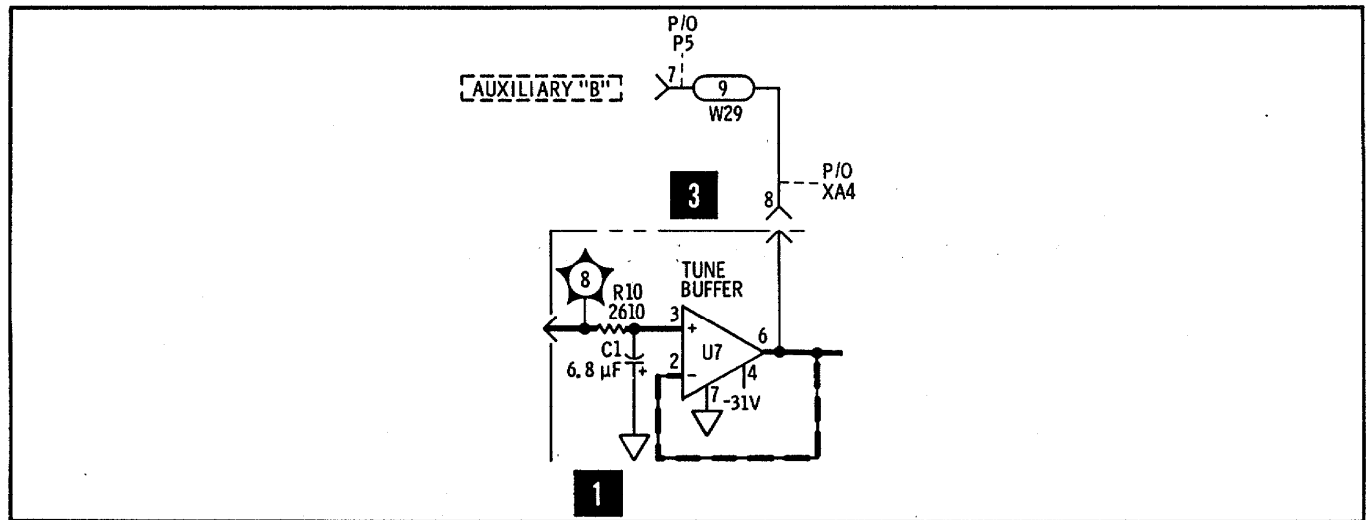 P/O
P5
7
AUXILIARY "B"
9
W29
P/O
XA4
8
3
8
TUNE
BUFFER
R10
2610
3
+
6
U7
C1
6.8 µF
+
2
-
4
7
-31V
1